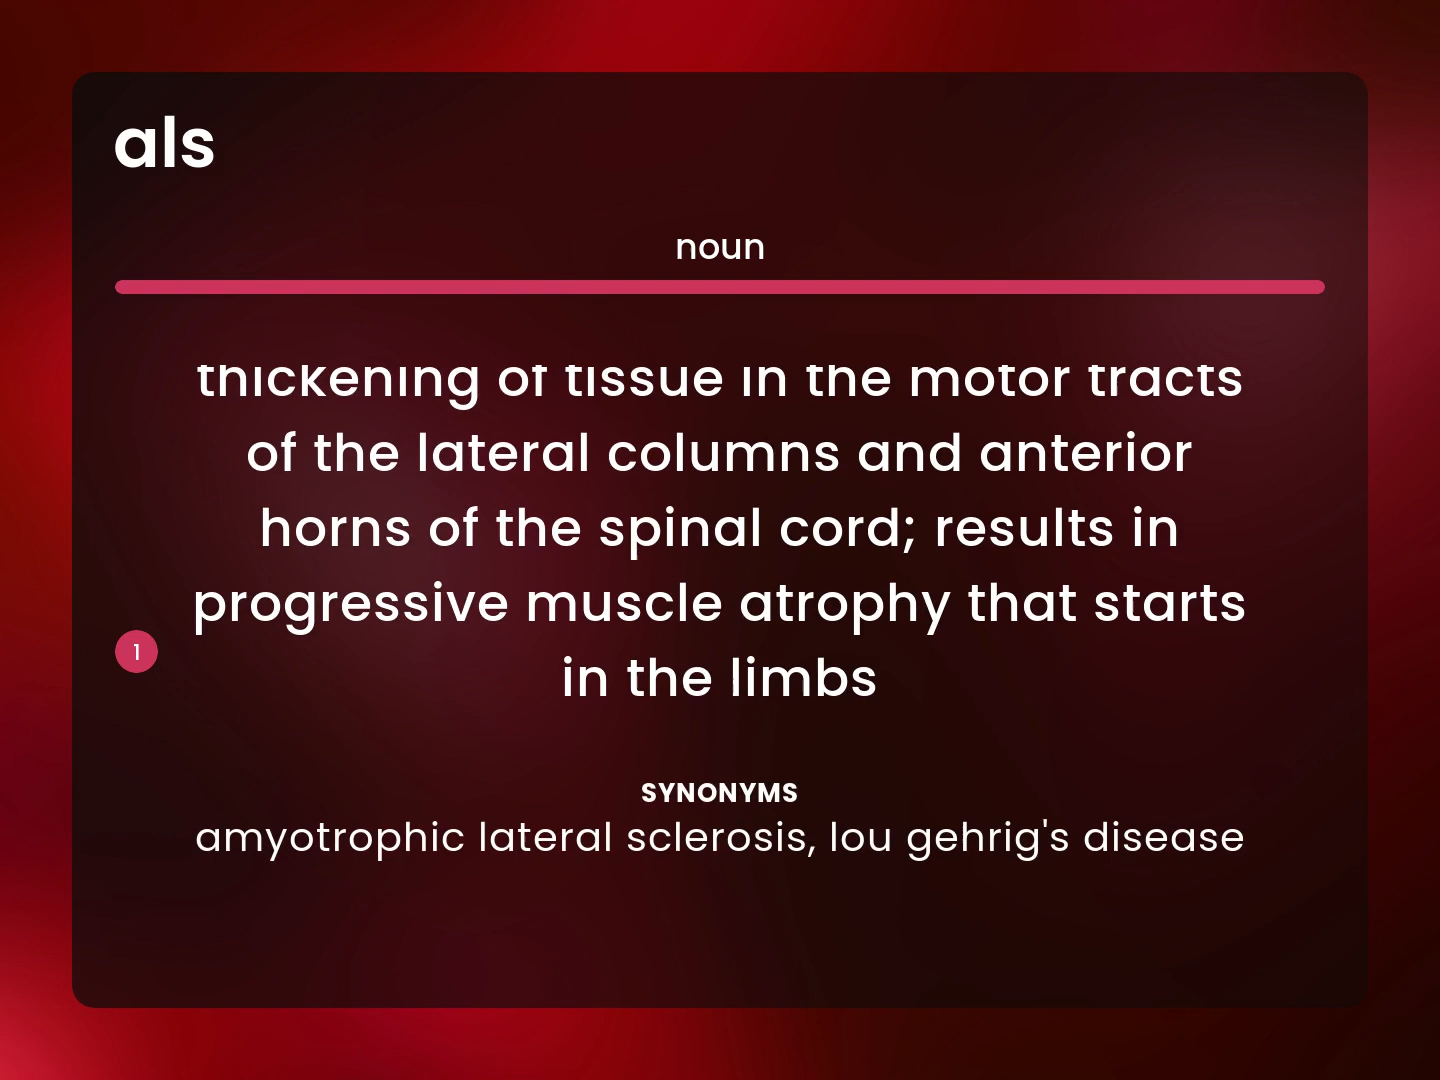 als
noun
thickening of tissue in the motor tracts
of the lateral columns and anterior
horns of the spinal cord; results in
progressive muscle atrophy that starts
in the limbs
1
SYNONYMS
amyotrophic lateral sclerosis, lou gehrig's disease